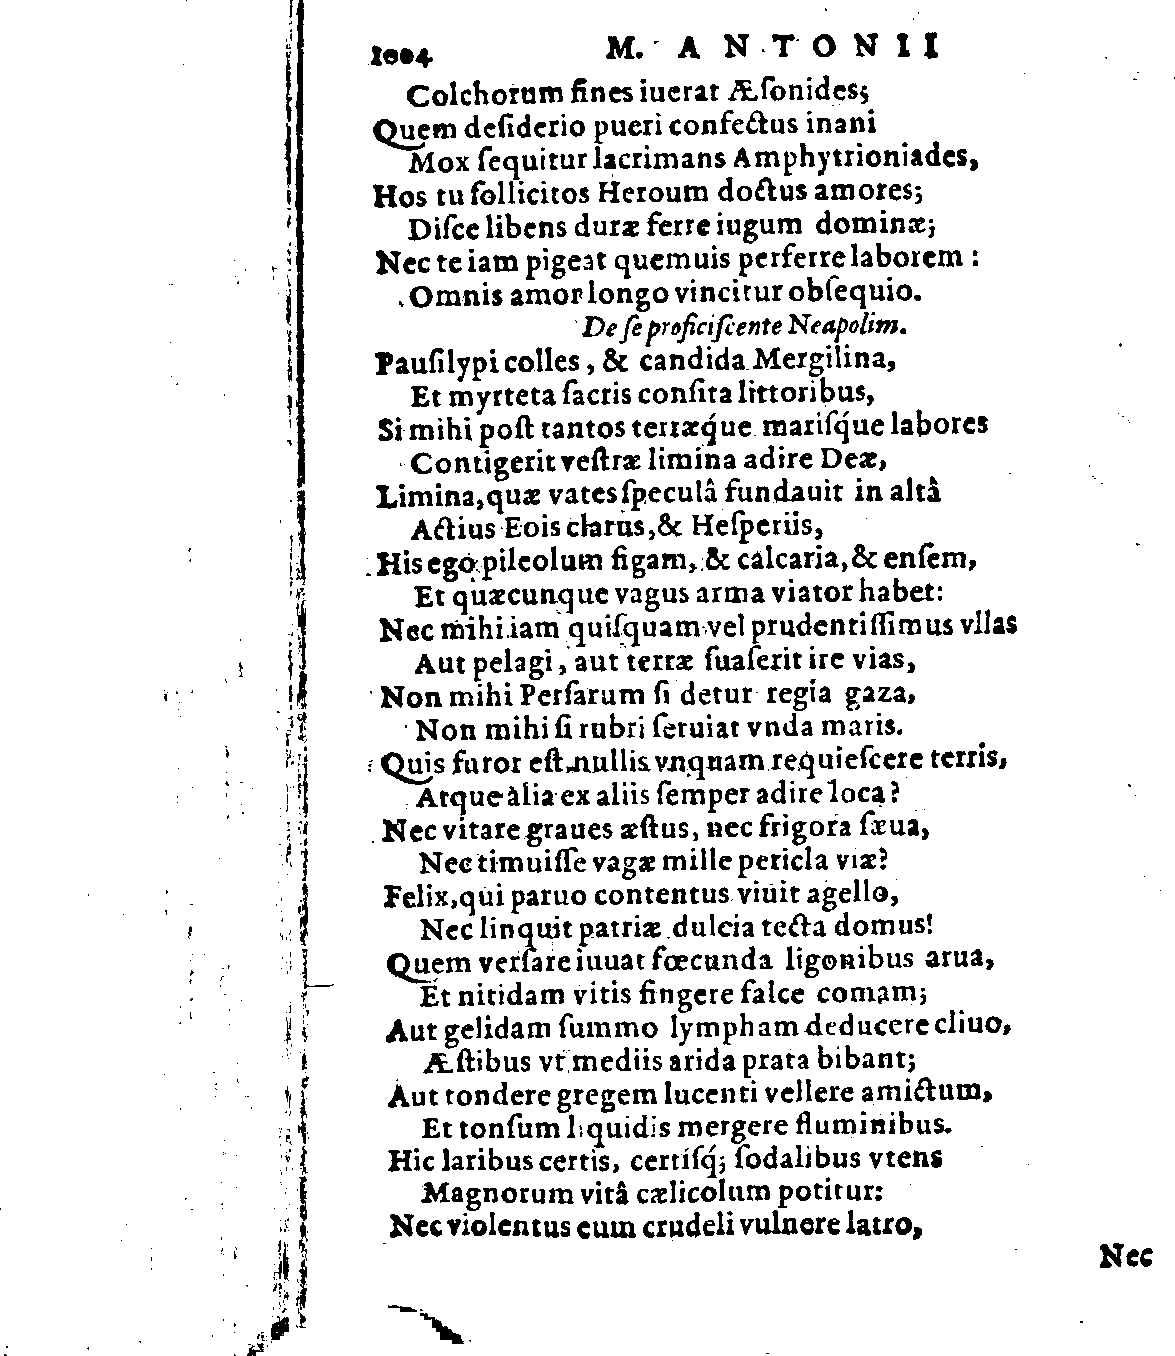 1004 M. ANTONII
Colchorum fines iuerat Æſonides;
Quem deſiderio pueri confectus inani
Mox ſequitur lacrimans Amphytrioniades,
Hos tu ſollicitos Heroum doctus amores;
Diſce libens duræ ferre iugum dominæ;
Nec te iam pigeat quemuis perferre laborem :
Omnis amor longo vincitur obſequio.
De ſe proficiſcente Neapolim.
Pauſilypi colles, & candida Mergilina,
Et myrteta ſacris conſita littoribus,
Si mihi poſt tantos terræq́ue mariſq́ue labores
Contigerit veſtræ limina adire Deæ,
Limina, quæ vates ſpeculâ fundauit in altâ
Actius Eois clarus, & Heſperiis,
His ego pileolum figam, & calcaria, & enſem,
Et quæcunque vagus arma viator habet:
Nec mihi iam quiſquam vel prudentiſſimus vllas
Aut pelagi, aut terræ ſuaſerit ire vias,
Non mihi Perſarum ſi detur regia gaza,
Non mihi ſi rubri ſeruiat vnda maris.
Quis furor eſt nullis vnquam requieſcere terris,
Atque alia ex aliis ſemper adire loca?
Nec vitare graues æſtus, nec frigora ſæua,
Nec timuiſſe vagæ mille pericla viæ?
Felix, qui paruo contentus viuit agello,
Nec linquit patriæ dulcia tecta domus!
Quem verſare iuuat fœcunda ligonibus arua,
Et nitidam vitis fingere falce comam;
Aut gelidam ſummo lympham deducere cliuo,
Æſtibus vt mediis arida prata bibant;
Aut tondere gregem lucenti vellere amictum,
Et tonſum liquidis mergere fluminibus.
Hic laribus certis, certiſq́; ſodalibus vtens
Magnorum vitâ cælicolum potitur:
Nec violentus eum crudeli vulnere latro,
Nec